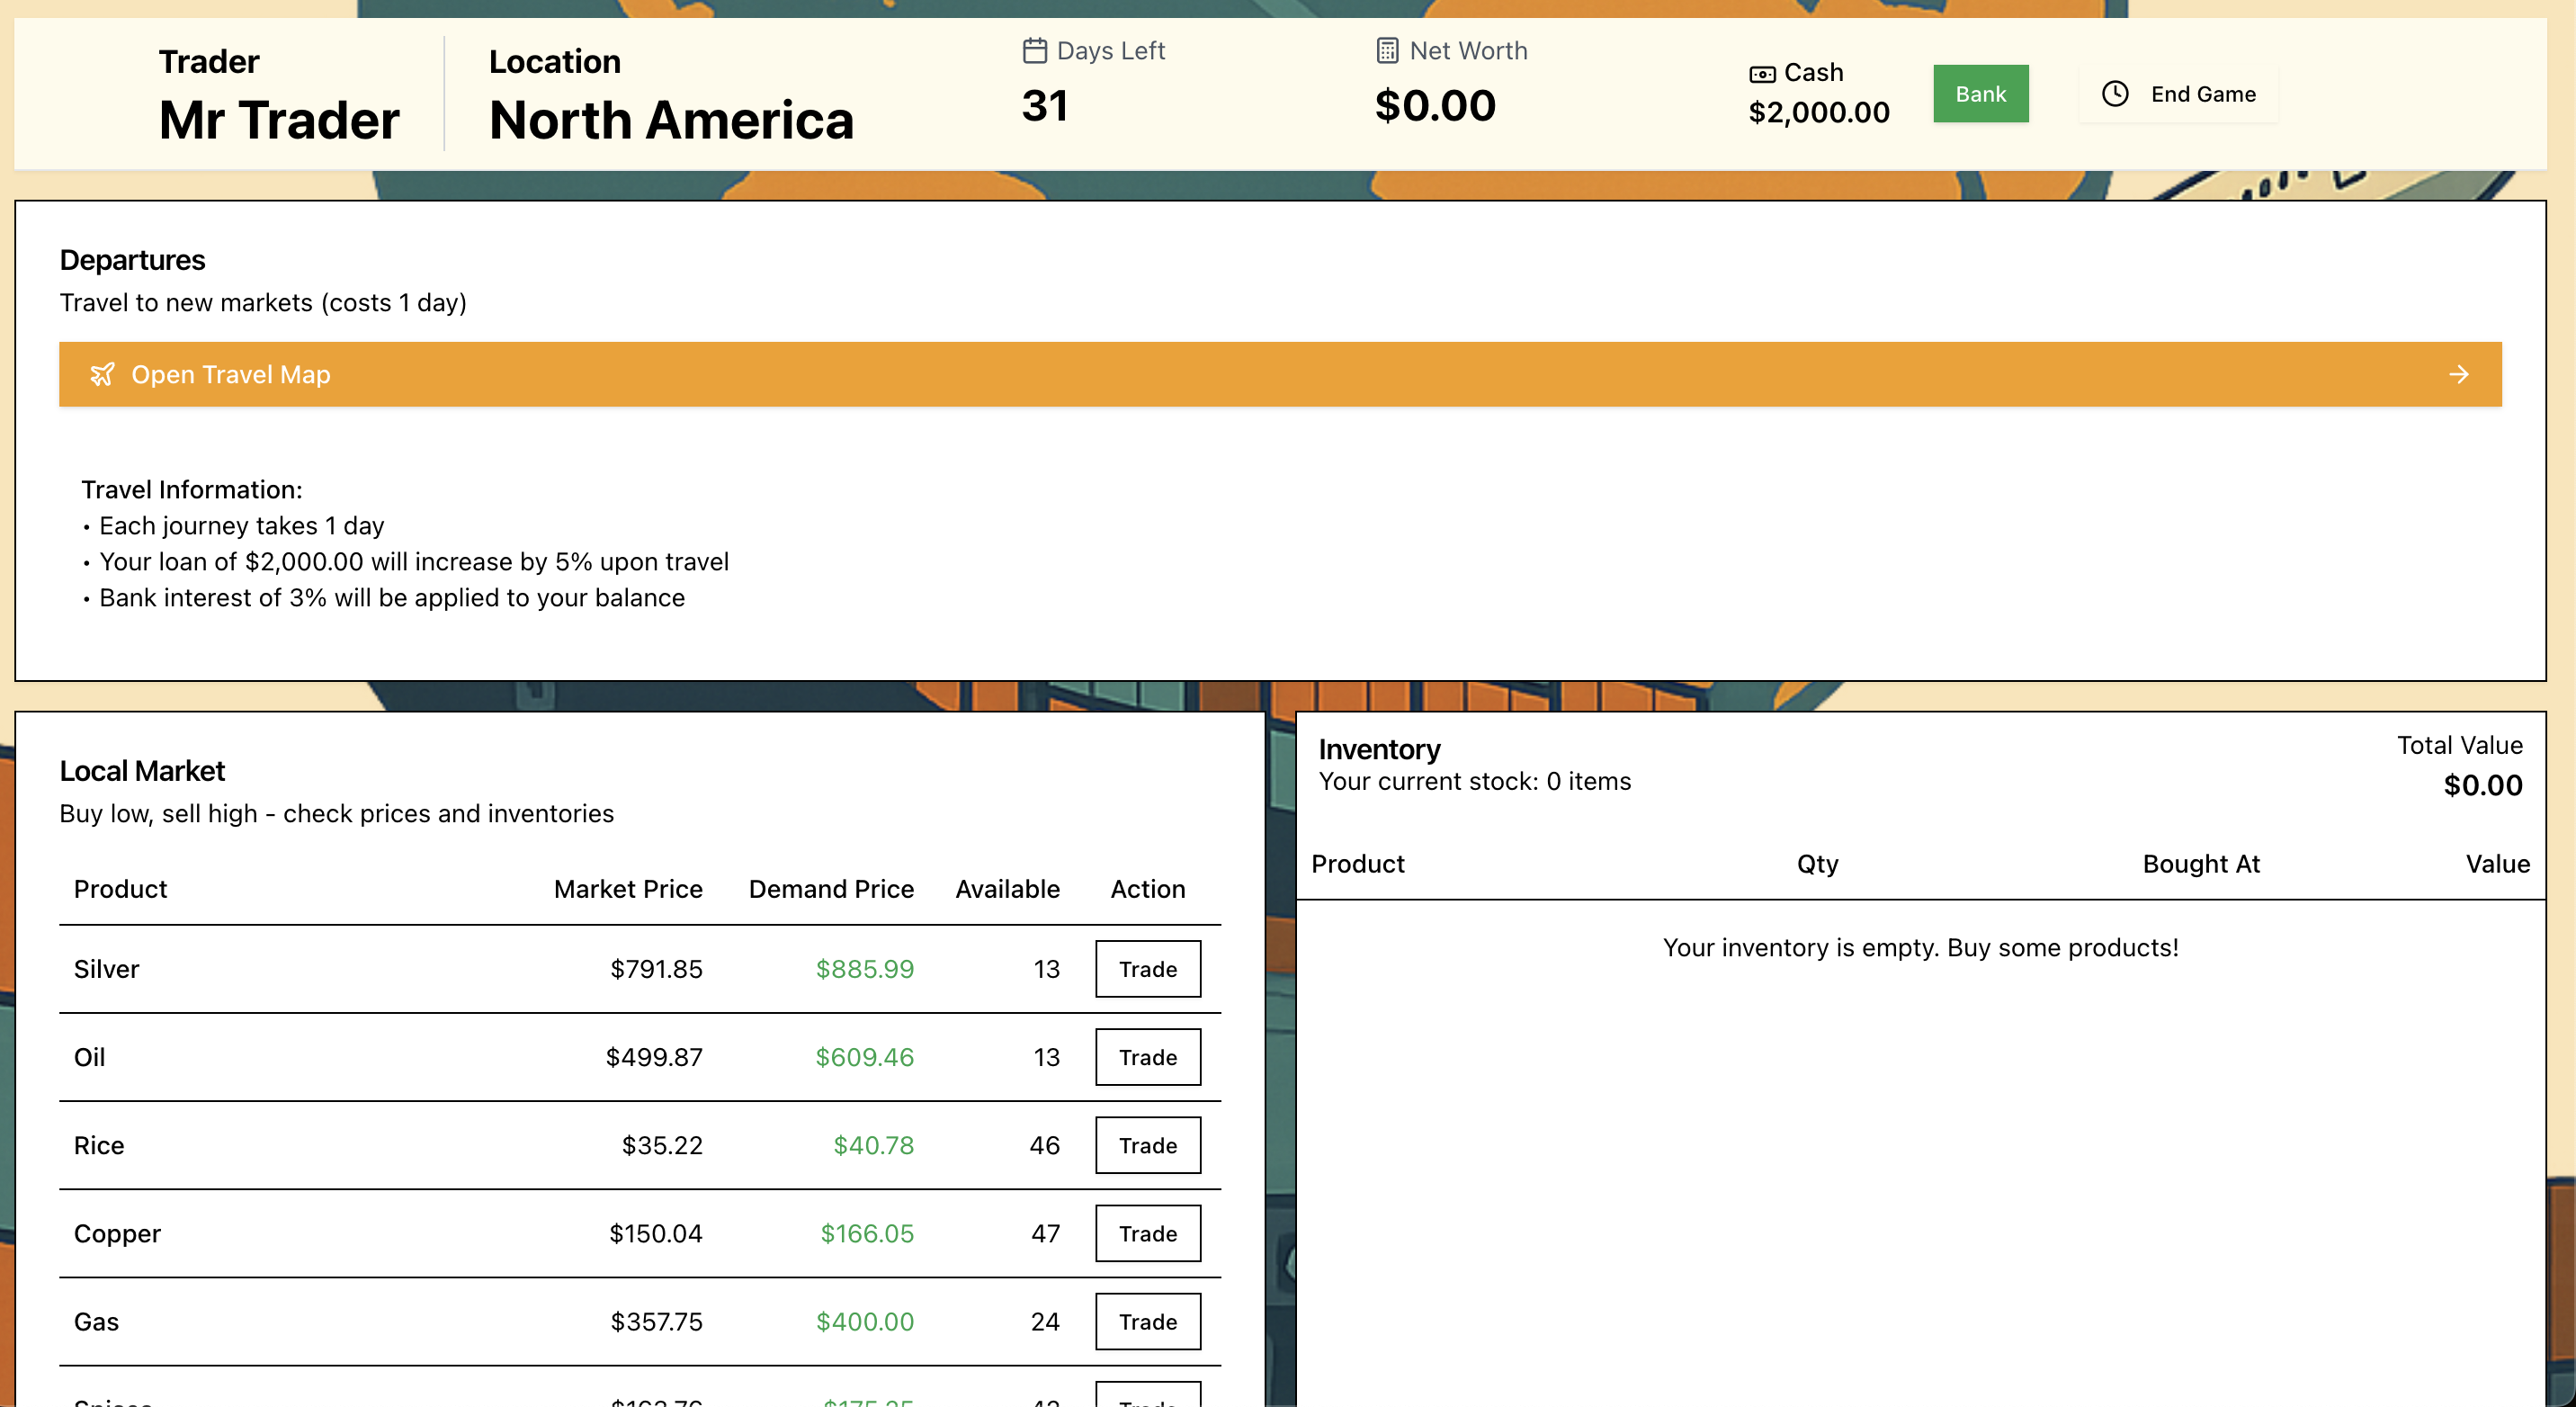 Trader
Mr Trader
Location
North America
Days Left
31
Net Worth
$0.00
Cash
$2,000.00
Bank
End Game
Departures
Travel to new markets (costs 1 day)
Open Travel Map
Travel Information:
• Each journey takes 1 day
• Your loan of $2,000.00 will increase by 5% upon travel
• Bank interest of 3% will be applied to your balance
Local Market
Buy low, sell high - check prices and inventories
Product Market Price Demand Price Available Action
Silver $791.85 $885.99 13 Trade
Oil $499.87 $609.46 13 Trade
Rice $35.22 $40.78 46 Trade
Copper $150.04 $166.05 47 Trade
Gas $357.75 $400.00 24 Trade
Inventory
Your current stock: 0 items
Total Value
$0.00
Product Qty Bought At Value
Your inventory is empty. Buy some products!